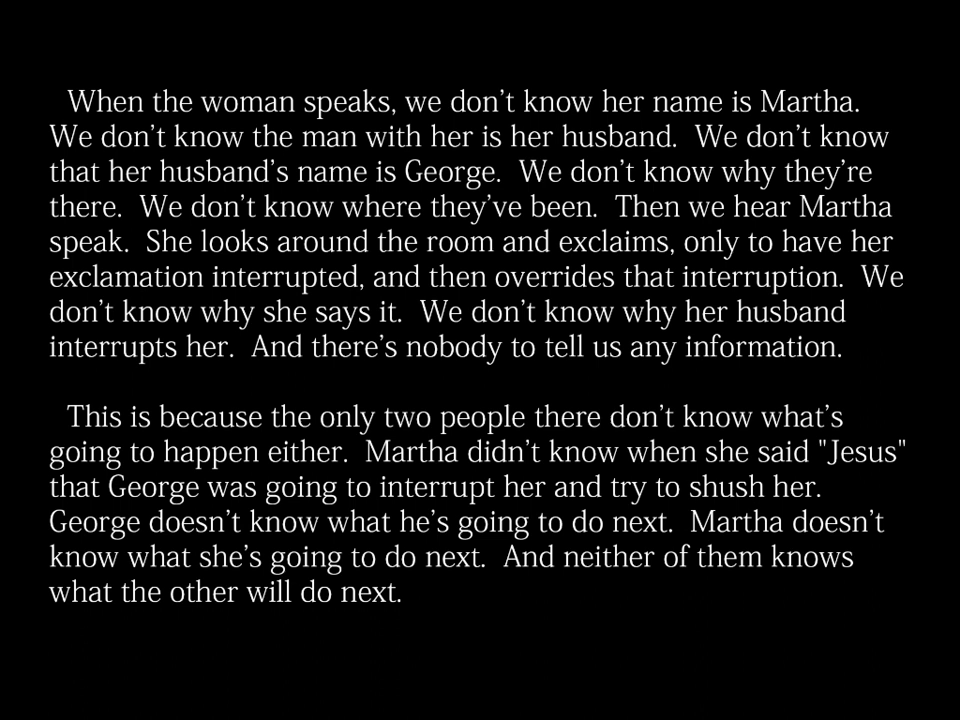 When the woman speaks, we don’t know her name is Martha.
We don’t know the man with her is her husband.  We don’t know
that her husband’s name is George.  We don’t know why they’re
there.  We don’t know where they’ve been.  Then we hear Martha
speak.  She looks around the room and exclaims, only to have her
exclamation interrupted, and then overrides that interruption.  We
don’t know why she says it.  We don’t know why her husband
interrupts her.  And there’s nobody to tell us any information.
This is because the only two people there don’t know what’s
going to happen either.  Martha didn’t know when she said "Jesus"
that George was going to interrupt her and try to shush her.
George doesn’t know what he’s going to do next.  Martha doesn’t
know what she’s going to do next.  And neither of them knows
what the other will do next.